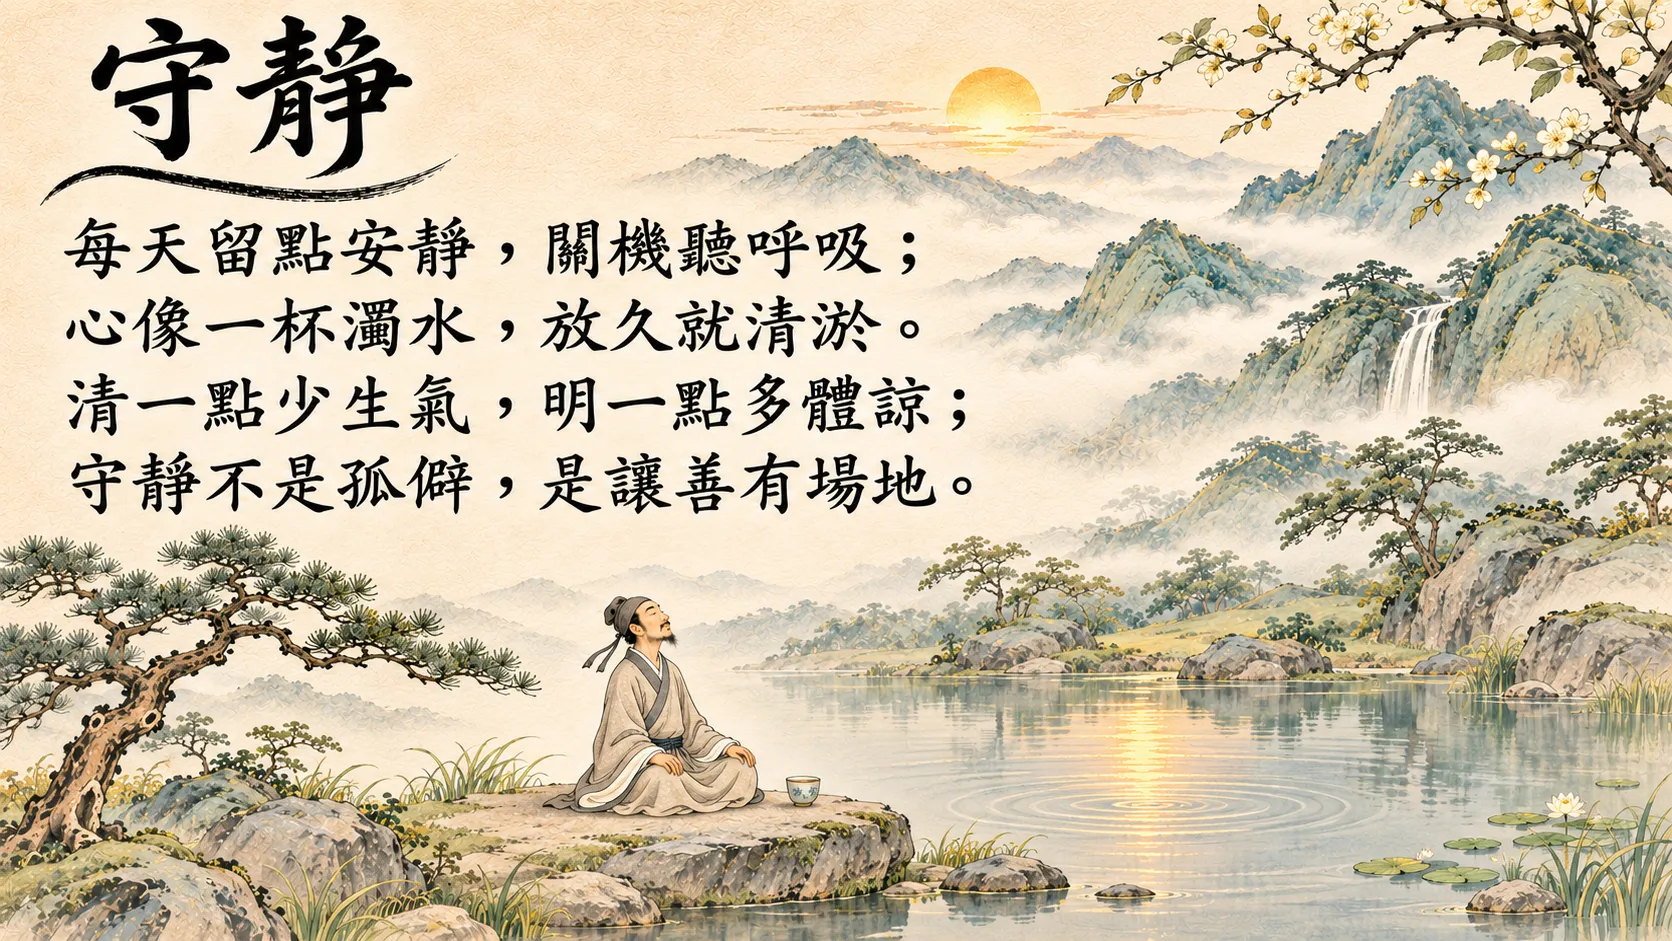 守靜
每天留點安靜，關機聽呼吸；
心像一杯濁水，放久就清淤。
清一點少生氣，明一點多體諒；
守靜不是孤僻，是讓善有場地。